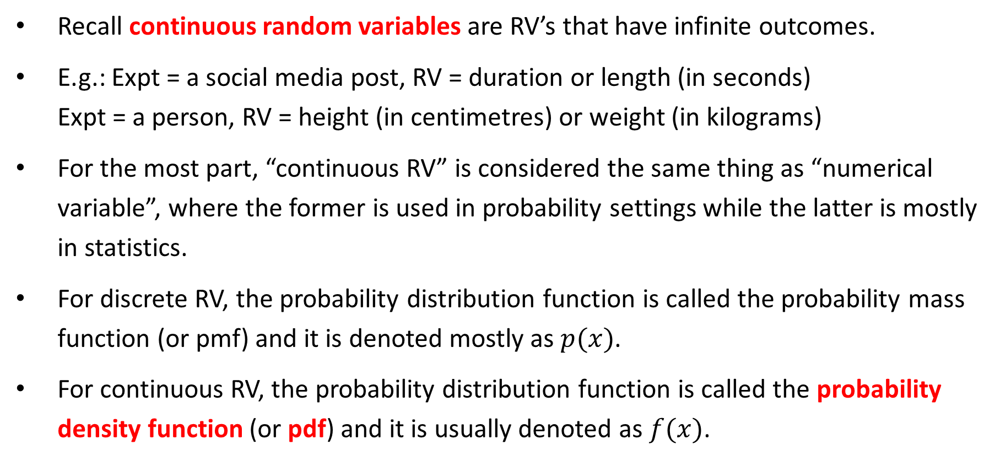 • Recall continuous random variables are RV’s that have infinite outcomes.
• E.g.: Expt = a social media post, RV = duration or length (in seconds)
Expt = a person, RV = height (in centimetres) or weight (in kilograms)
• For the most part, “continuous RV” is considered the same thing as “numerical
variable”, where the former is used in probability settings while the latter is mostly
in statistics.
• For discrete RV, the probability distribution function is called the probability mass
function (or pmf) and it is denoted mostly as 𝑝(𝑥).
• For continuous RV, the probability distribution function is called the probability
density function (or pdf) and it is usually denoted as 𝑓(𝑥).